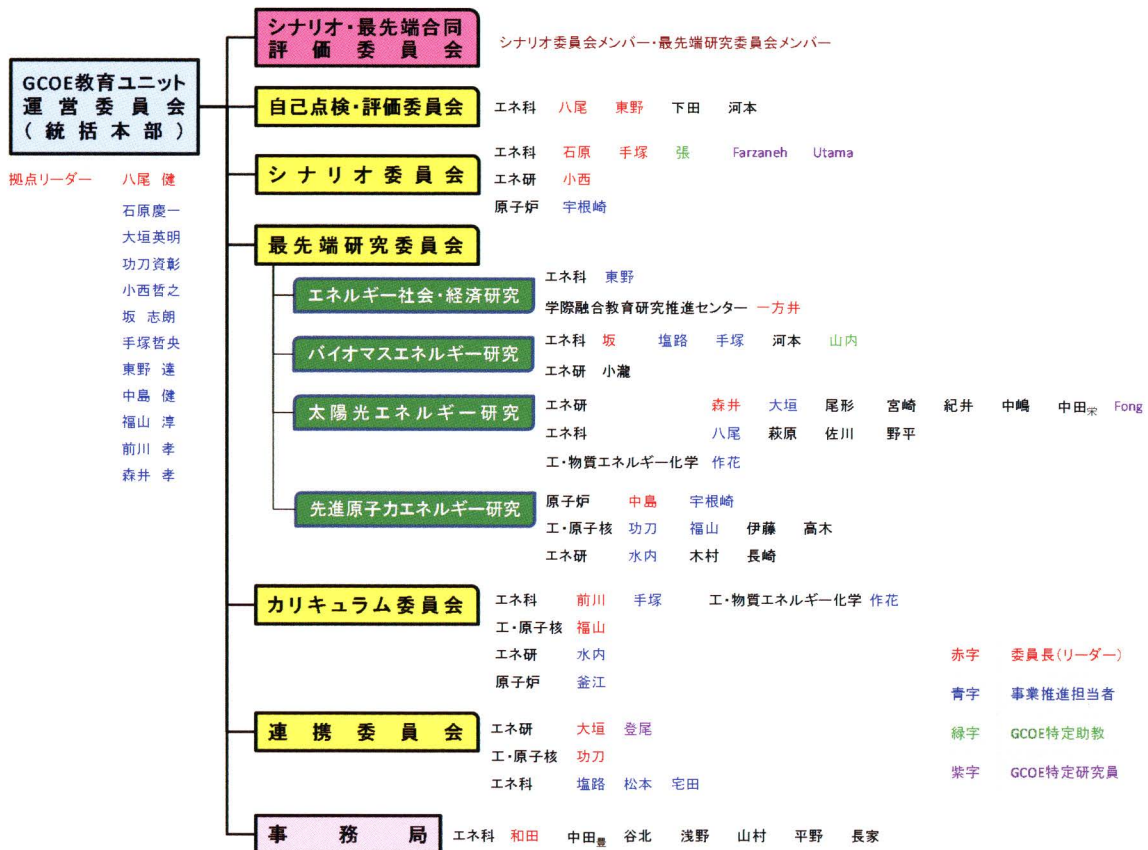 シナリオ・最先端合同
評価委員会
シナリオ委員会メンバー・最先端研究委員会メンバー
GCOE教育ユニット
運営委員会
(統括本部)
拠点リーダー 八尾 健
石原慶一
大垣英明
功刀資彰
小西哲之
坂 志朗
手塚哲央
東野 達
中島 健
福山 淳
前川 孝
森井 孝
自己点検・評価委員会 エネ科 八尾 東野 下田 河本
シナリオ委員会
エネ科 石原 手塚 張 Farzaneh Utama
エネ研 小西
原子炉 宇根崎
最先端研究委員会
エネルギー社会・経済研究
エネ科 東野
学際融合教育研究推進センター 一方井
バイオマスエネルギー研究
エネ科 坂 塩路 手塚 河本 山内
エネ研 小瀧
太陽光エネルギー研究
エネ研 森井 大垣 尾形 宮崎 紀井 中嶋 中田栄 Fong
エネ科 八尾 萩原 佐川 野平
工・物質エネルギー化学 作花
先進原子力エネルギー研究
原子炉 中島 宇根崎
工・原子核 功刀 福山 伊藤 高木
エネ研 水内 木村 長崎
カリキュラム委員会
エネ科 前川 手塚 工・物質エネルギー化学 作花
工・原子核 福山
エネ研 水内
原子炉 釜江
連携委員会
エネ研 大垣 登尾
工・原子核 功刀
エネ科 塩路 松本 宅田
事務局 エネ科 和田 中田豊 谷北 浅野 山村 平野 長家
赤字 委員長(リーダー)
青字 事業推進担当者
緑字 GCOE特定助教
紫字 GCOE特定研究員